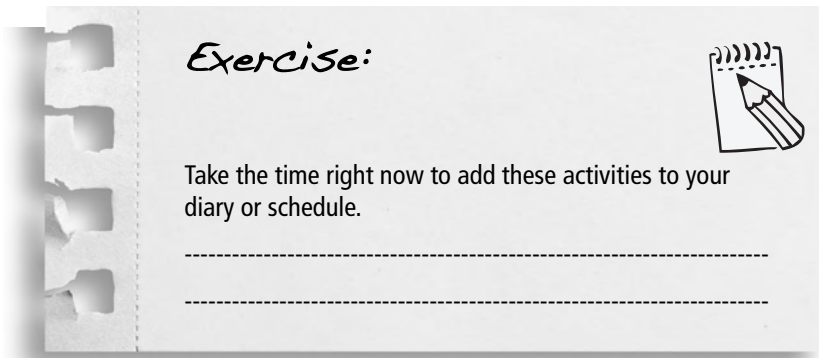 Exercise:
Take the time right now to add these activities to your
diary or schedule.